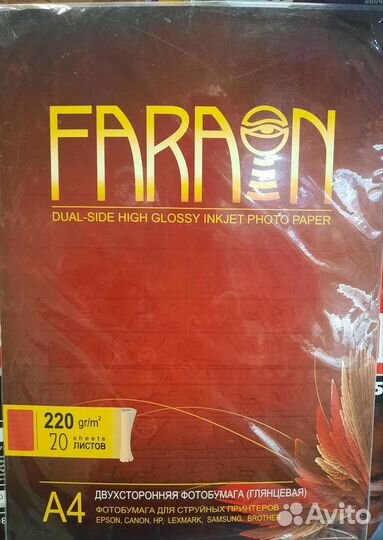 FARAON
DUAL-SIDE HIGH GLOSSY INKJET PHOTO PAPER
220 gr/m²
20 sheets ЛИСТОВ
A4
ДВУХСТОРОННЯЯ ФОТОБУМАГА (ГЛЯНЦЕВАЯ)
ФОТОБУМАГА ДЛЯ СТРУЙНЫХ ПРИНТЕРОВ
EPSON, CANON, HP, LEXMARK, SAMSUNG, BROTHER
Avito